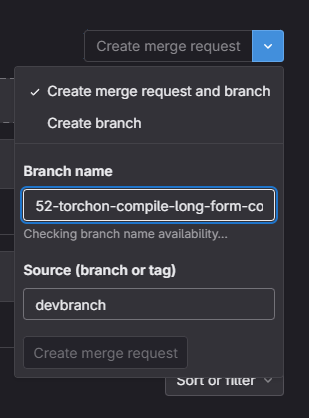 Create merge request
Create merge request and branch
Create branch
Branch name
52-torchon-compile-long-form-co
Checking branch name availability...
Source (branch or tag)
devbranch
Create merge request
Sort or filter